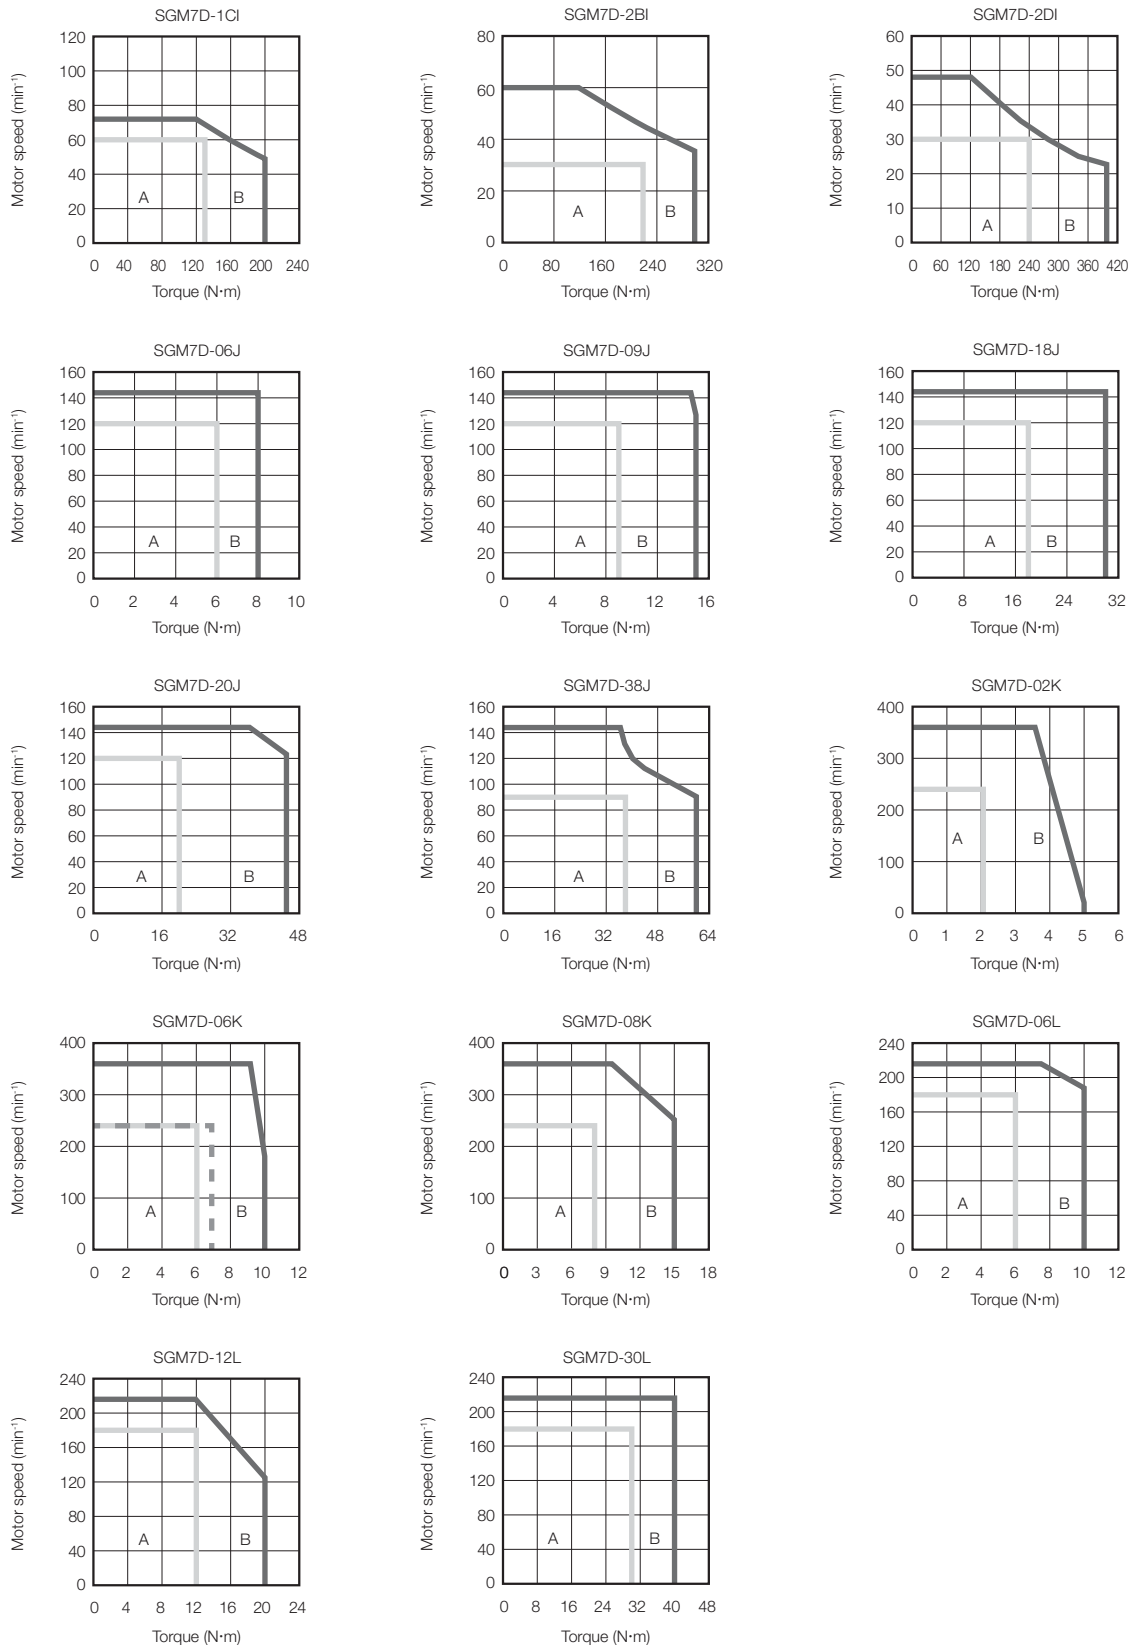 SGM7D-1CI
Motor speed (min⁻¹)
120
100
80
60
40
20
0
A
B
0 40 80 120 160 200 240
Torque (N·m)
SGM7D-2BI
Motor speed (min⁻¹)
80
60
40
20
0
A
B
0 80 160 240 320
Torque (N·m)
SGM7D-2DI
Motor speed (min⁻¹)
60
50
40
30
20
10
0
A
B
0 60 120 180 240 300 360 420
Torque (N·m)
SGM7D-06J
Motor speed (min⁻¹)
160
140
120
100
80
60
40
20
0
A
B
0 2 4 6 8 10
Torque (N·m)
SGM7D-09J
Motor speed (min⁻¹)
160
140
120
100
80
60
40
20
0
A
B
0 4 8 12 16
Torque (N·m)
SGM7D-18J
Motor speed (min⁻¹)
160
140
120
100
80
60
40
20
0
A
B
0 8 16 24 32
Torque (N·m)
SGM7D-20J
Motor speed (min⁻¹)
160
140
120
100
80
60
40
20
0
A
B
0 16 32 48
Torque (N·m)
SGM7D-38J
Motor speed (min⁻¹)
160
140
120
100
80
60
40
20
0
A
B
0 16 32 48 64
Torque (N·m)
SGM7D-02K
Motor speed (min⁻¹)
400
300
200
100
0
A
B
0 1 2 3 4 5 6
Torque (N·m)
SGM7D-06K
Motor speed (min⁻¹)
400
300
200
100
0
A
B
0 2 4 6 8 10 12
Torque (N·m)
SGM7D-08K
Motor speed (min⁻¹)
400
300
200
100
0
A
B
0 3 6 9 12 15 18
Torque (N·m)
SGM7D-06L
Motor speed (min⁻¹)
240
200
160
120
80
40
0
A
B
0 2 4 6 8 10 12
Torque (N·m)
SGM7D-12L
Motor speed (min⁻¹)
240
200
160
120
80
40
0
A
B
0 4 8 12 16 20 24
Torque (N·m)
SGM7D-30L
Motor speed (min⁻¹)
240
200
160
120
80
40
0
A
B
0 8 16 24 32 40 48
Torque (N·m)